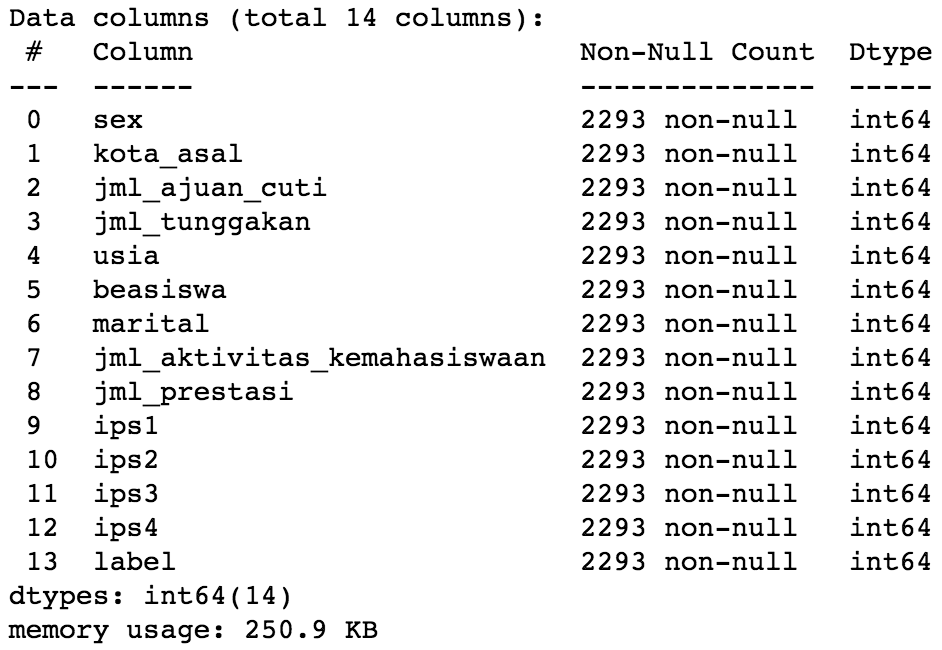 Data columns (total 14 columns):
 #   Column                       Non-Null Count  Dtype
---  ------                       --------------  -----
 0   sex                          2293 non-null   int64
 1   kota_asal                    2293 non-null   int64
 2   jml_ajuan_cuti               2293 non-null   int64
 3   jml_tunggakan                2293 non-null   int64
 4   usia                         2293 non-null   int64
 5   beasiswa                     2293 non-null   int64
 6   marital                      2293 non-null   int64
 7   jml_aktivitas_kemahasiswaan  2293 non-null   int64
 8   jml_prestasi                 2293 non-null   int64
 9   ips1                         2293 non-null   int64
 10  ips2                         2293 non-null   int64
 11  ips3                         2293 non-null   int64
 12  ips4                         2293 non-null   int64
 13  label                        2293 non-null   int64
dtypes: int64(14)
memory usage: 250.9 KB